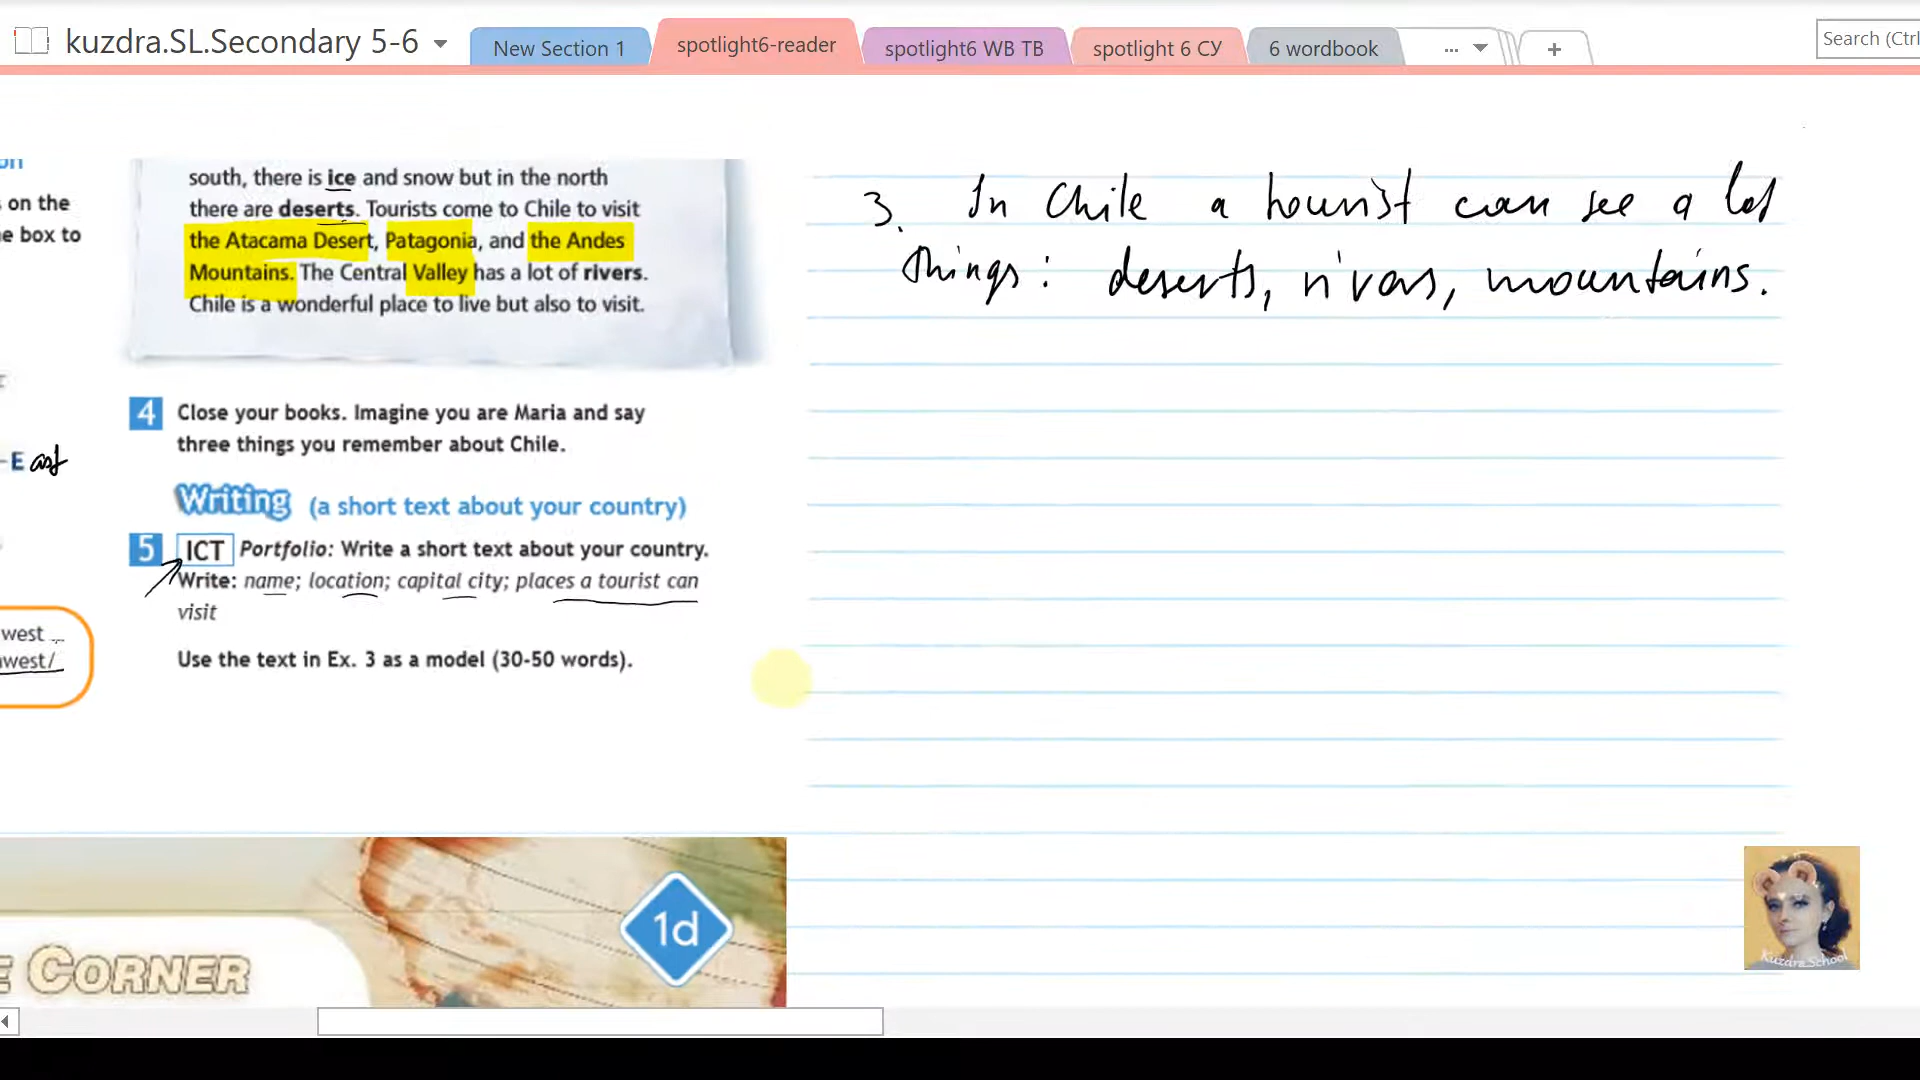 kuzdra.SL.Secondary 5-6
New Section 1
spotlight6-reader
spotlight6 WB TB
spotlight 6 СУ
6 wordbook
...
+
Search (Ctrl
on
south, there is ice and snow but in the north
s on the
there are deserts. Tourists come to Chile to visit
e box to
the Atacama Desert, Patagonia, and the Andes
Mountains. The Central Valley has a lot of rivers.
Chile is a wonderful place to live but also to visit.
3. In Chile a tourist can see a lot
things: deserts, rivers, mountains.
4 Close your books. Imagine you are Maria and say
three things you remember about Chile.
-East
Writing (a short text about your country)
5 ICT Portfolio: Write a short text about your country.
Write: name; location; capital city; places a tourist can
visit
west ...
west/
Use the text in Ex. 3 as a model (30-50 words).
1d
E CORNER
Kuzdra.School